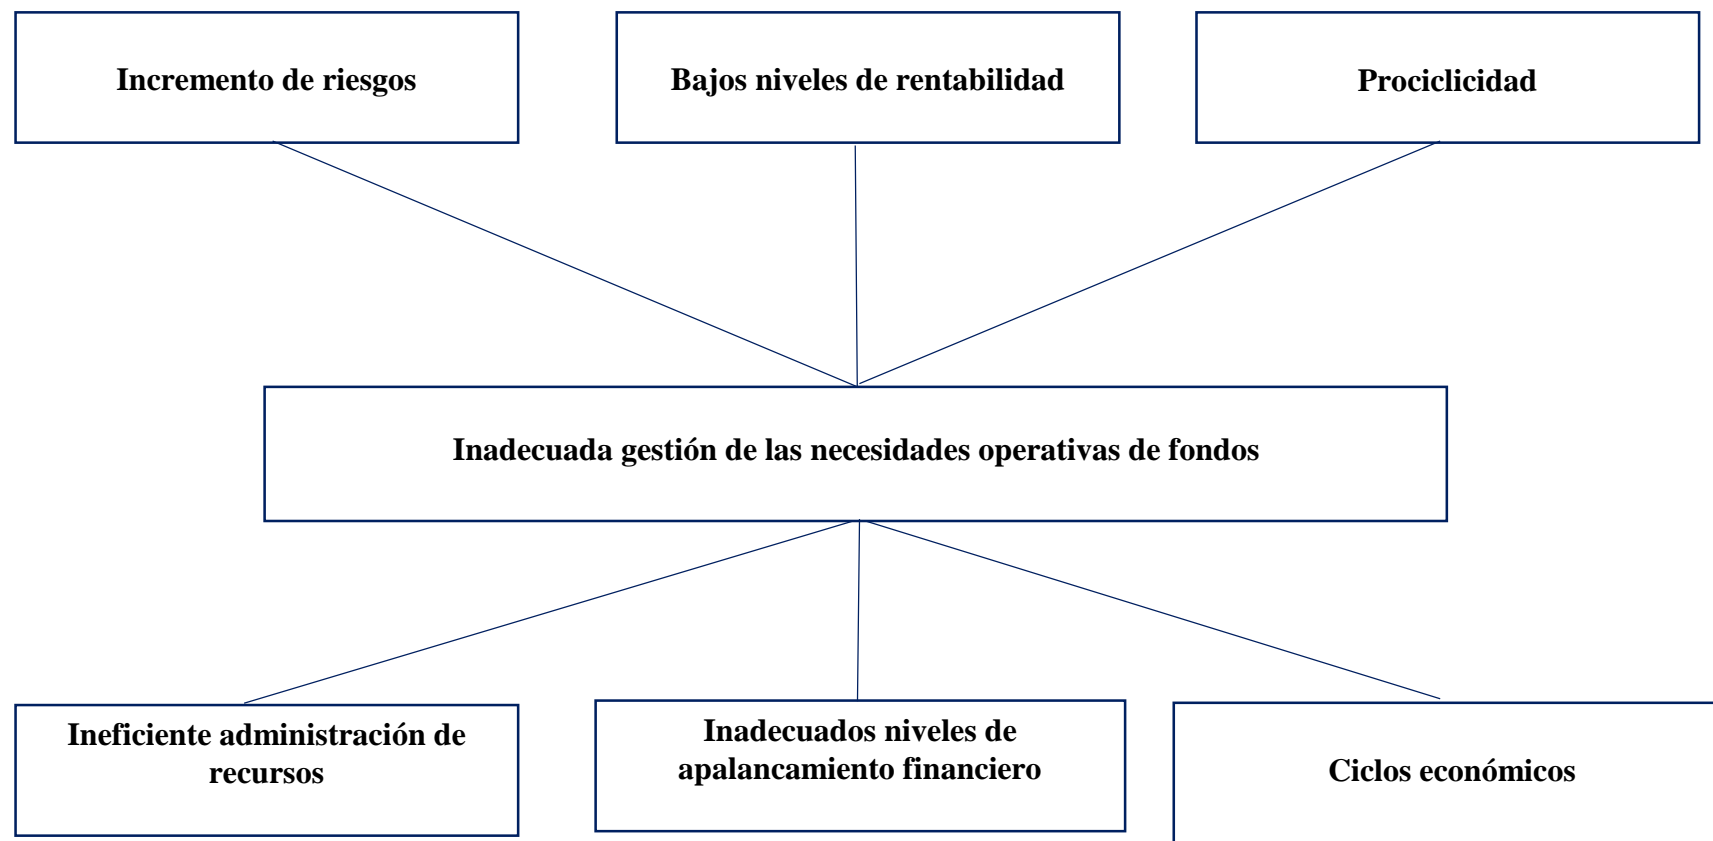 Incremento de riesgos
Bajos niveles de rentabilidad
Prociclicidad
Inadecuada gestión de las necesidades operativas de fondos
Ineficiente administración de
recursos
Inadecuados niveles de
apalancamiento financiero
Ciclos económicos